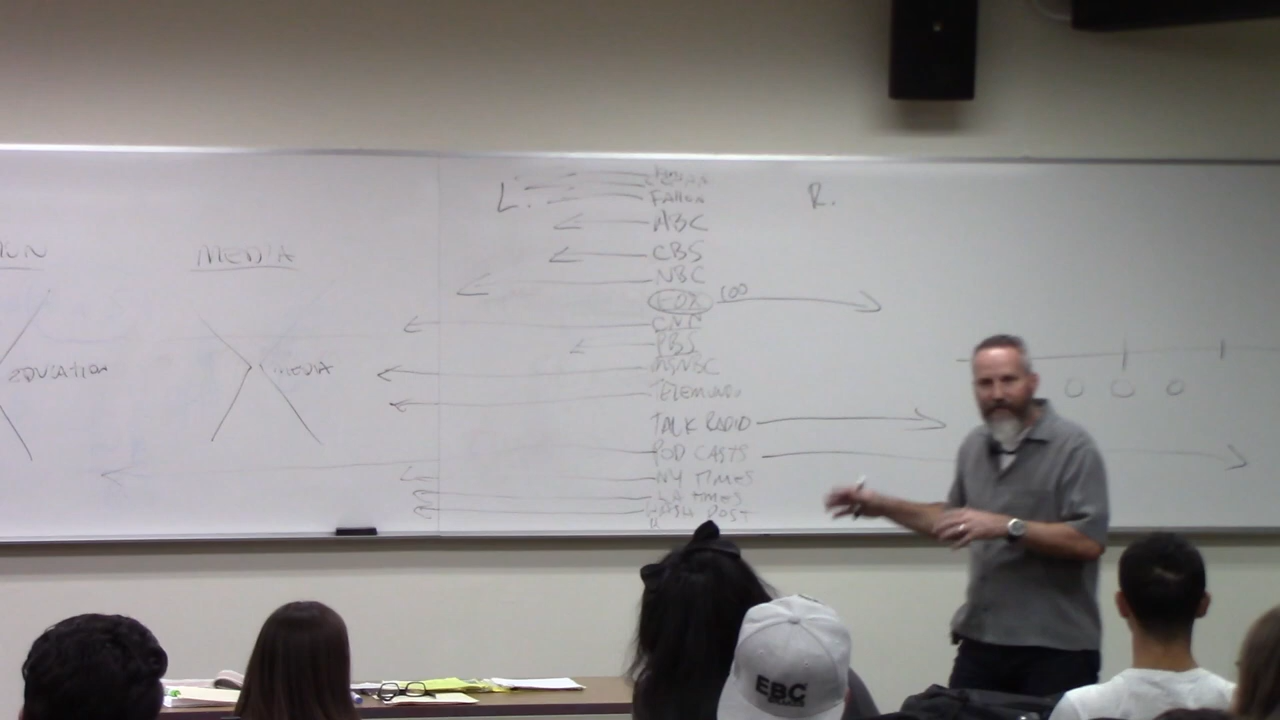 L.
R.
FALLON
ABC
CBS
NBC
FOX 100
CNN
PBS
MSNBC
TELEMUNDO
TALK RADIO
POD CASTS
NY TIMES
LA TIMES
WASH POST
MEDIA
EDUCATION
MEDIA
O O O
EBC